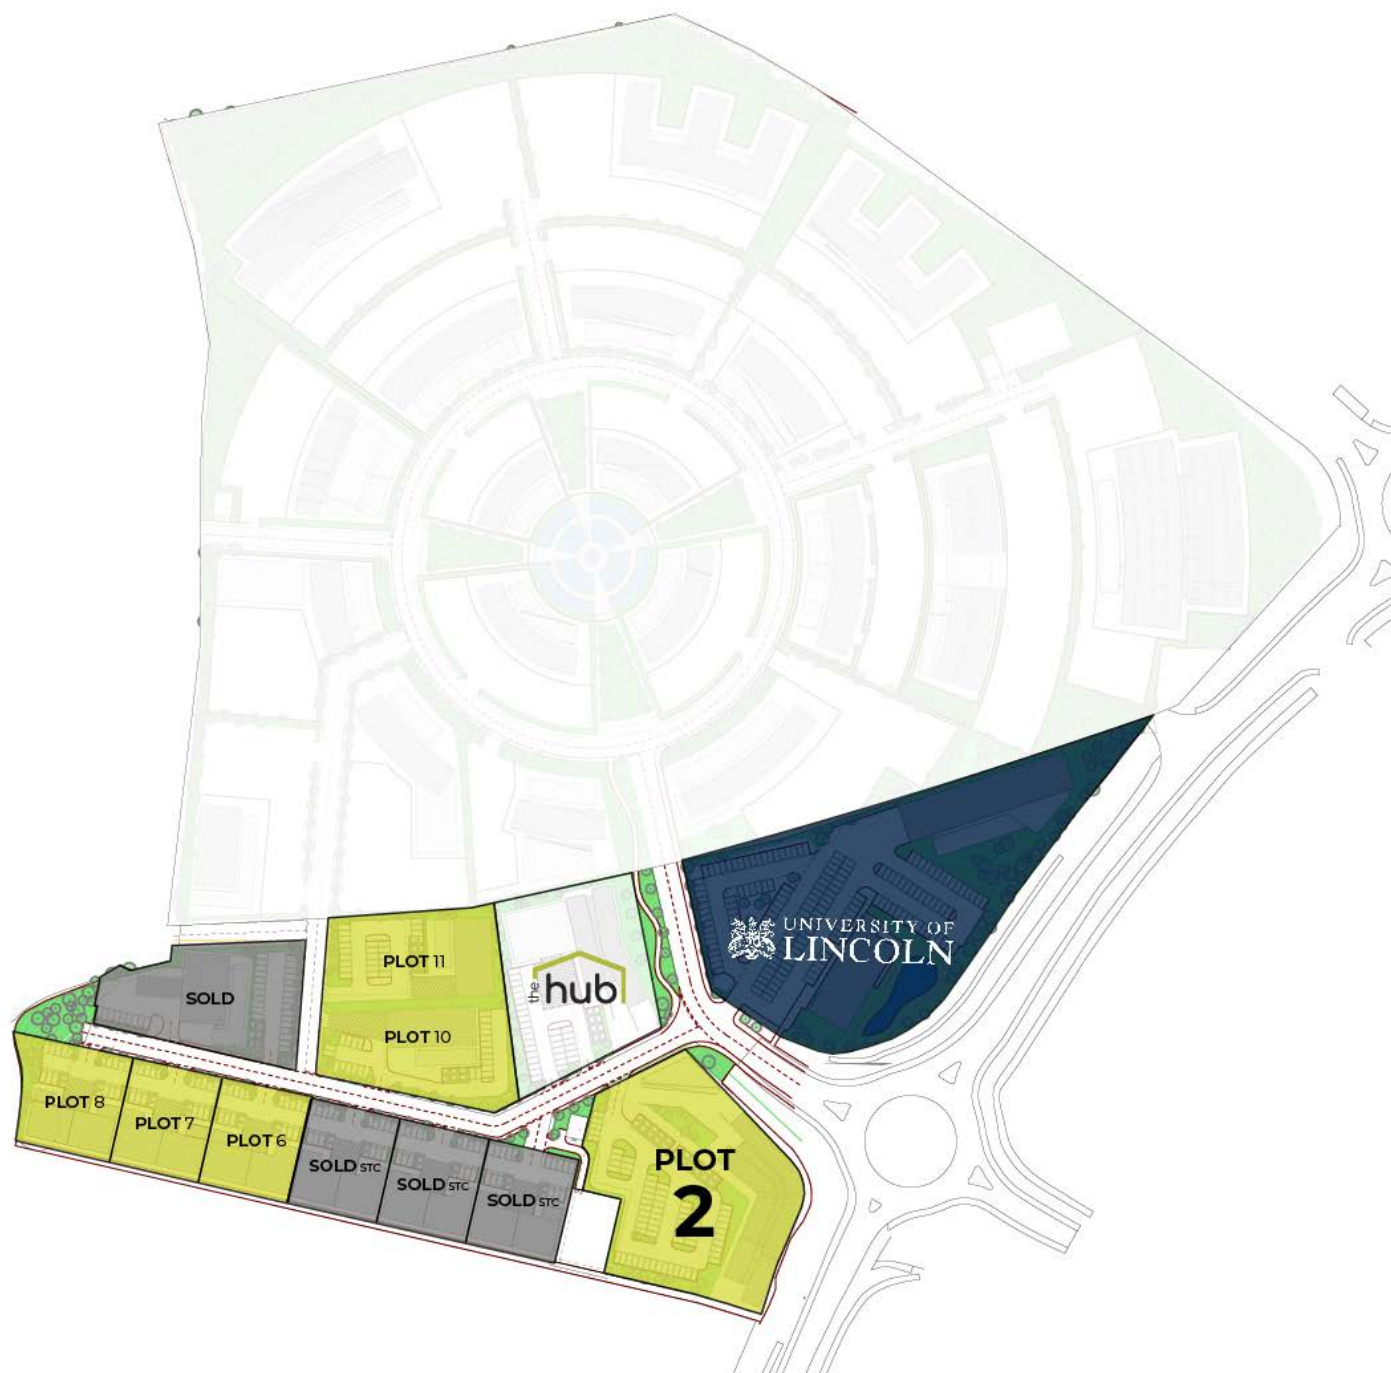 UNIVERSITY OF
LINCOLN
PLOT 11
SOLD
the hub
PLOT 10
PLOT 8
PLOT 7
PLOT 6
SOLD STC
SOLD STC
SOLD STC
PLOT
2